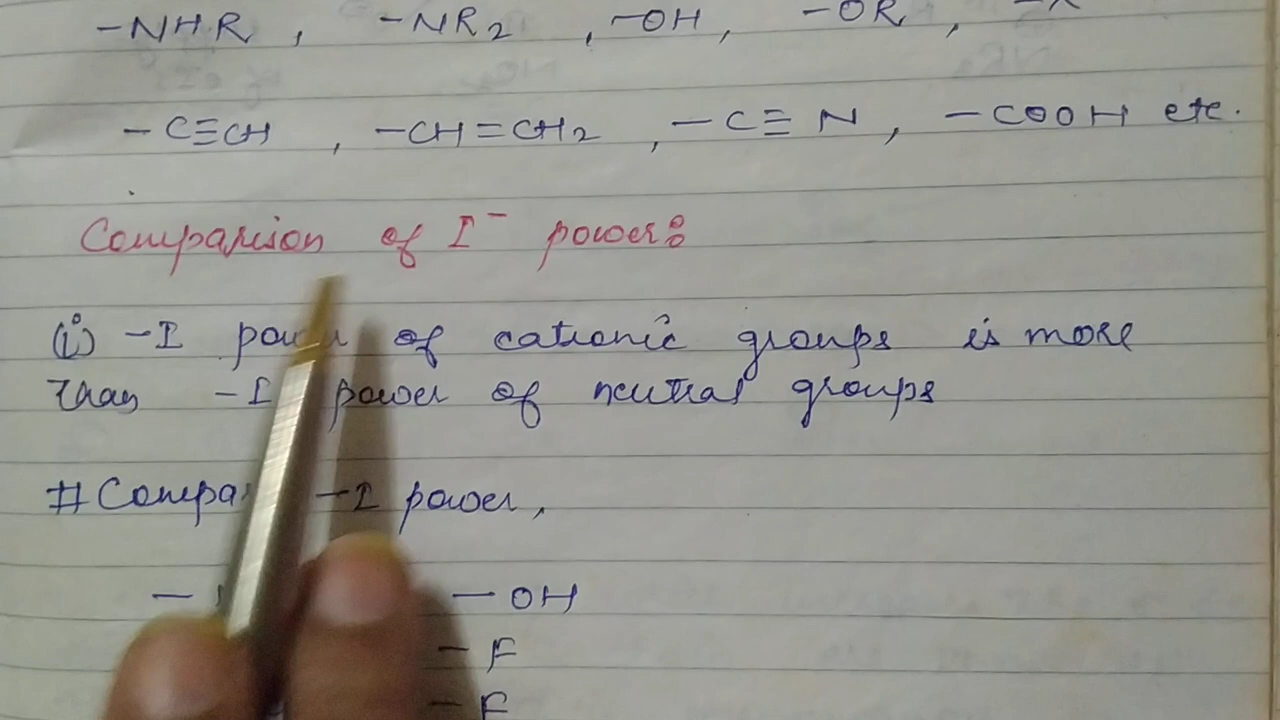 -NHR, -NR2, -OH, -OR, -X
-C≡CH, -CH=CH2, -C≡N, -COOH etc.
Comparison of I⁻ power:
(i) -I power of cationic groups is more
than -I power of neutral groups
# Compa -I power,
- -OH
-F
-F